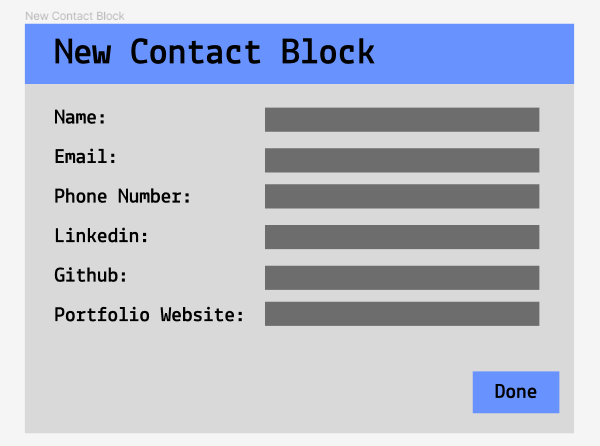 New Contact Block
New Contact Block
Name:
Email:
Phone Number:
Linkedin:
Github:
Portfolio Website:
Done